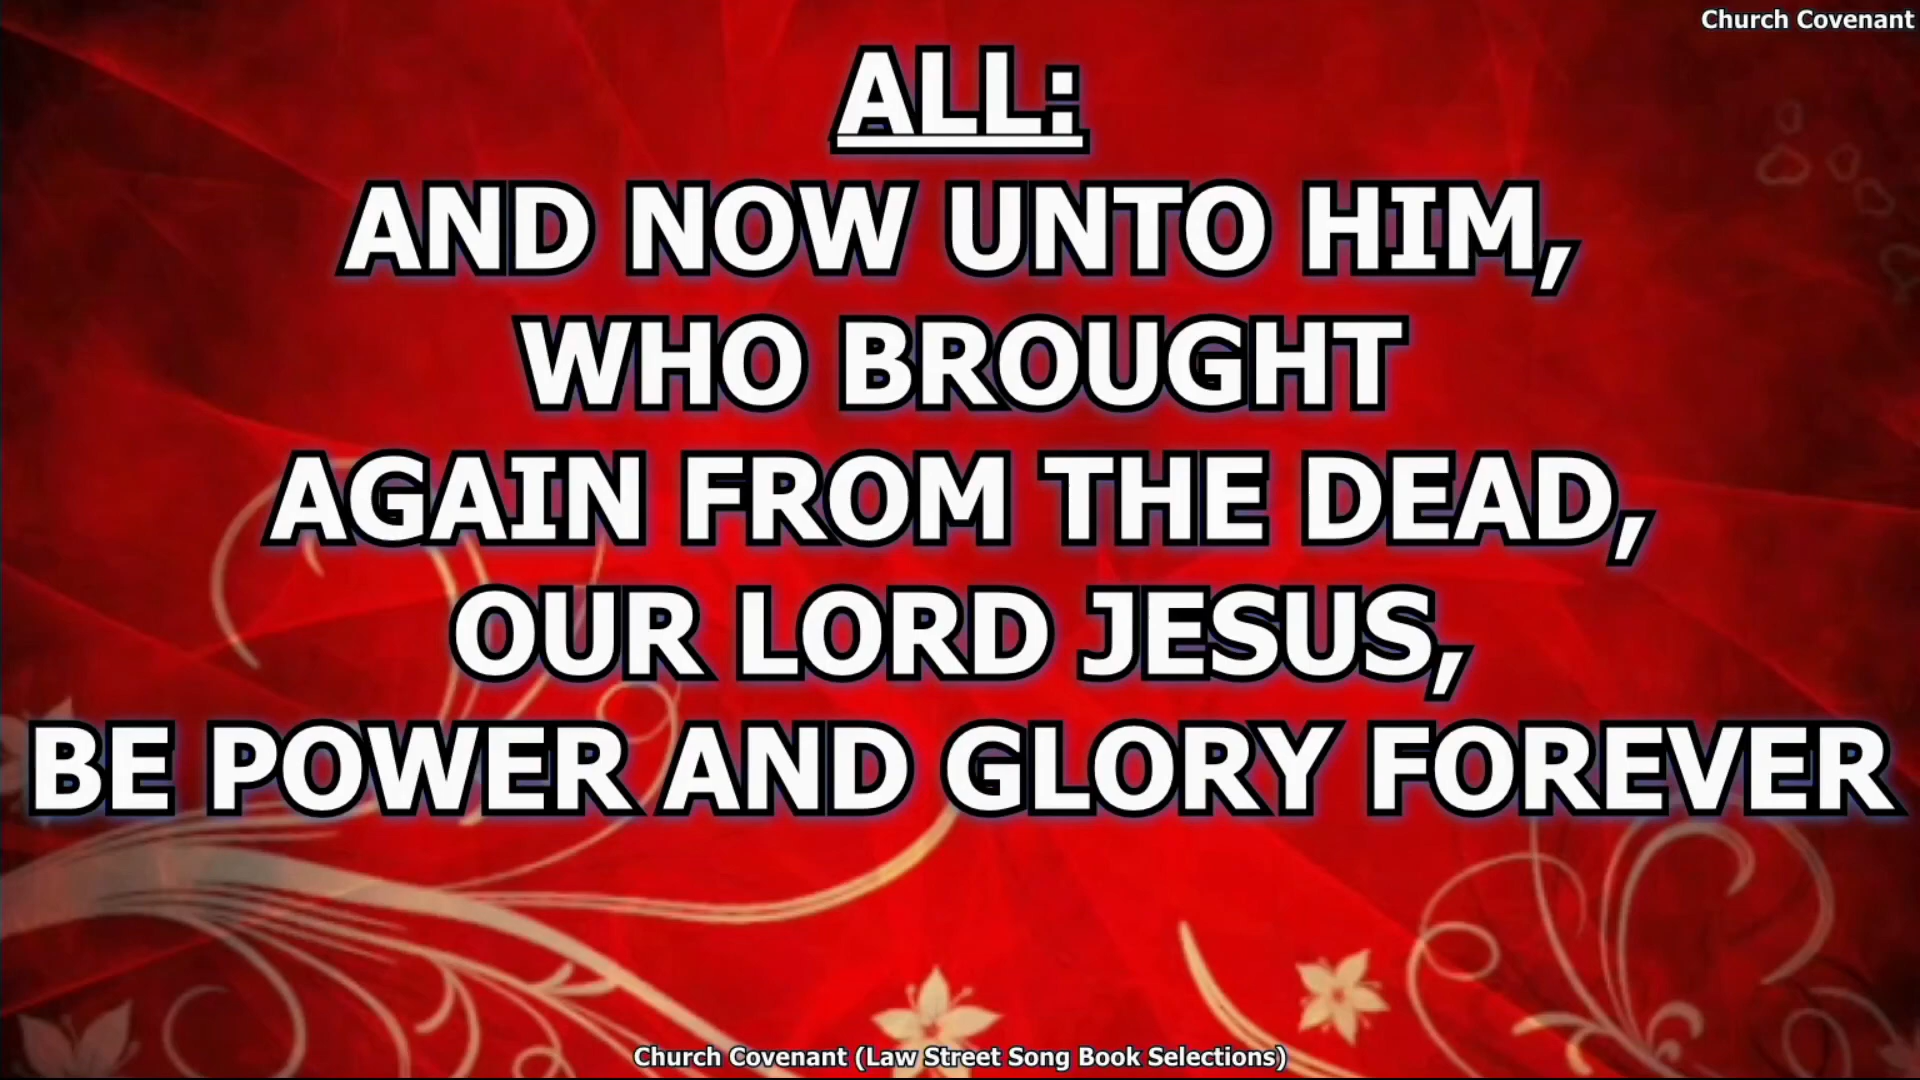 Church Covenant
ALL:
AND NOW UNTO HIM,
WHO BROUGHT
AGAIN FROM THE DEAD,
OUR LORD JESUS,
BE POWER AND GLORY FOREVER
Church Covenant (Law Street Song Book Selections)